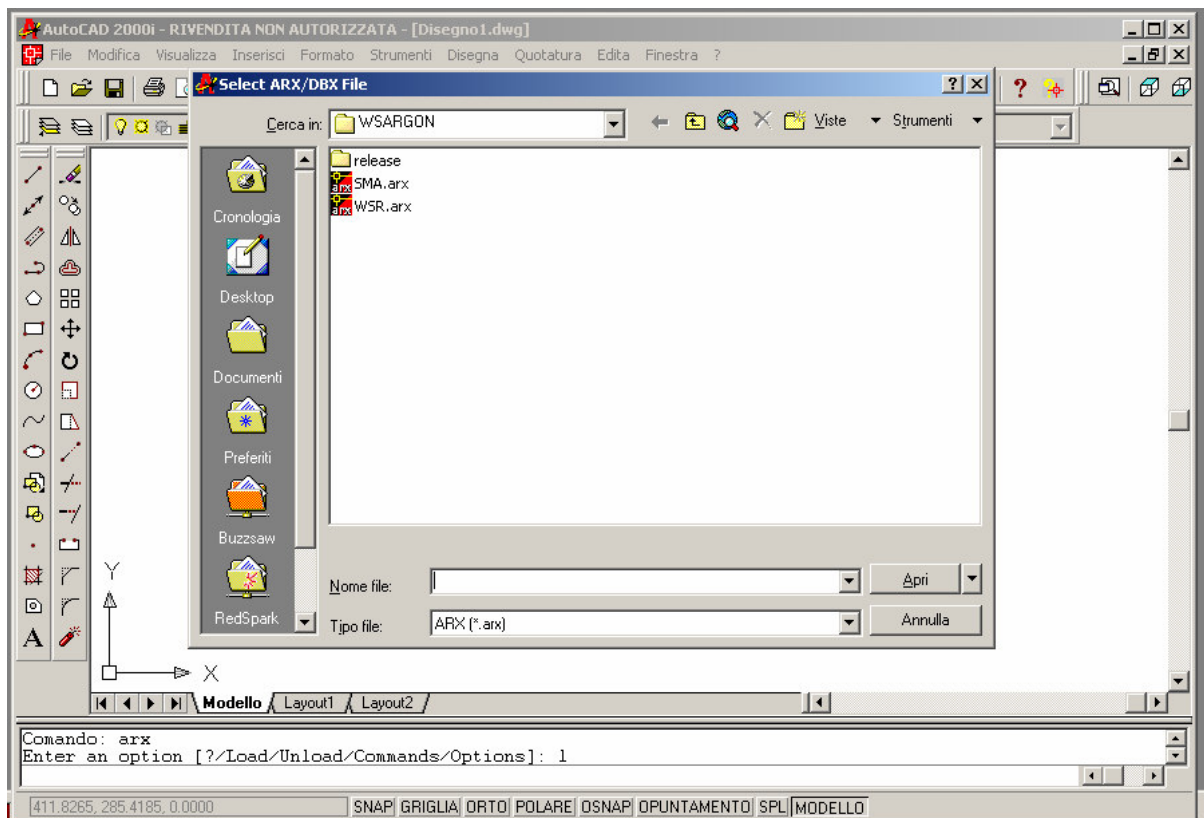 AutoCAD 2000i - RIVENDITA NON AUTORIZZATA - [Disegno1.dwg]
File Modifica Visualizza Inserisci Formato Strumenti Disegna Quotatura Edita Finestra ?
Select ARX/DBX File
Cerca in: WSARGON Viste Strumenti
release
SMA.arx
WSR.arx
Cronologia
Desktop
Documenti
Preferiti
Buzzsaw
RedSpark
Nome file: Apri
Tipo file: ARX (*.arx) Annulla
Y
X
Modello Layout1 Layout2
Comando: arx
Enter an option [?/Load/Unload/Commands/Options]: l
411.8265, 285.4185, 0.0000 SNAP GRIGLIA ORTO POLARE OSNAP OPUNTAMENTO SPL MODELLO